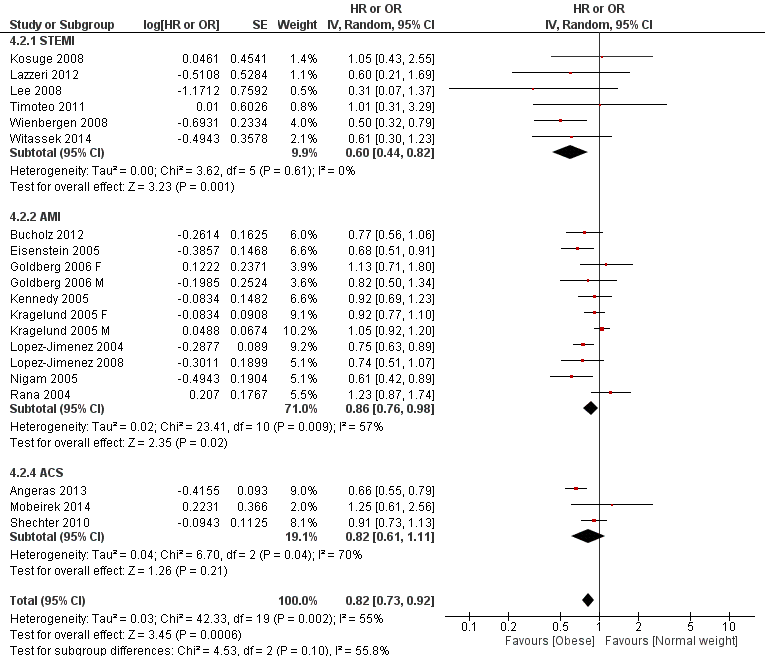 HR or OR HR or OR
Study or Subgroup log[HR or OR] SE Weight IV, Random, 95% CI IV, Random, 95% CI
4.2.1 STEMI
Kosuge 2008 0.0461 0.4541 1.4% 1.05 [0.43, 2.55]
Lazzeri 2012 -0.5108 0.5284 1.1% 0.60 [0.21, 1.69]
Lee 2008 -1.1712 0.7592 0.5% 0.31 [0.07, 1.37]
Timoteo 2011 0.01 0.6026 0.8% 1.01 [0.31, 3.29]
Wienbergen 2008 -0.6931 0.2334 4.0% 0.50 [0.32, 0.79]
Witassek 2014 -0.4943 0.3578 2.1% 0.61 [0.30, 1.23]
Subtotal (95% CI) 9.9% 0.60 [0.44, 0.82]
Heterogeneity: Tau² = 0.00; Chi² = 3.62, df = 5 (P = 0.61); I² = 0%
Test for overall effect: Z = 3.23 (P = 0.001)
4.2.2 AMI
Bucholz 2012 -0.2614 0.1625 6.0% 0.77 [0.56, 1.06]
Eisenstein 2005 -0.3857 0.1468 6.6% 0.68 [0.51, 0.91]
Goldberg 2006 F 0.1222 0.2371 3.9% 1.13 [0.71, 1.80]
Goldberg 2006 M -0.1985 0.2524 3.6% 0.82 [0.50, 1.34]
Kennedy 2005 -0.0834 0.1482 6.6% 0.92 [0.69, 1.23]
Kragelund 2005 F -0.0834 0.0908 9.1% 0.92 [0.77, 1.10]
Kragelund 2005 M 0.0488 0.0674 10.2% 1.05 [0.92, 1.20]
Lopez-Jimenez 2004 -0.2877 0.089 9.2% 0.75 [0.63, 0.89]
Lopez-Jimenez 2008 -0.3011 0.1899 5.1% 0.74 [0.51, 1.07]
Nigam 2005 -0.4943 0.1904 5.1% 0.61 [0.42, 0.89]
Rana 2004 0.207 0.1767 5.5% 1.23 [0.87, 1.74]
Subtotal (95% CI) 71.0% 0.86 [0.76, 0.98]
Heterogeneity: Tau² = 0.02; Chi² = 23.41, df = 10 (P = 0.009); I² = 57%
Test for overall effect: Z = 2.35 (P = 0.02)
4.2.4 ACS
Angeras 2013 -0.4155 0.093 9.0% 0.66 [0.55, 0.79]
Mobeirek 2014 0.2231 0.366 2.0% 1.25 [0.61, 2.56]
Shechter 2010 -0.0943 0.1125 8.1% 0.91 [0.73, 1.13]
Subtotal (95% CI) 19.1% 0.82 [0.61, 1.11]
Heterogeneity: Tau² = 0.04; Chi² = 6.70, df = 2 (P = 0.04); I² = 70%
Test for overall effect: Z = 1.26 (P = 0.21)
Total (95% CI) 100.0% 0.82 [0.73, 0.92]
Heterogeneity: Tau² = 0.03; Chi² = 42.33, df = 19 (P = 0.002); I² = 55%
Test for overall effect: Z = 3.45 (P = 0.0006)
Test for subgroup differences: Chi² = 4.53, df = 2 (P = 0.10), I² = 55.8%
0.1 0.2 0.5 1 2 5 10
Favours [Obese] Favours [Normal weight]